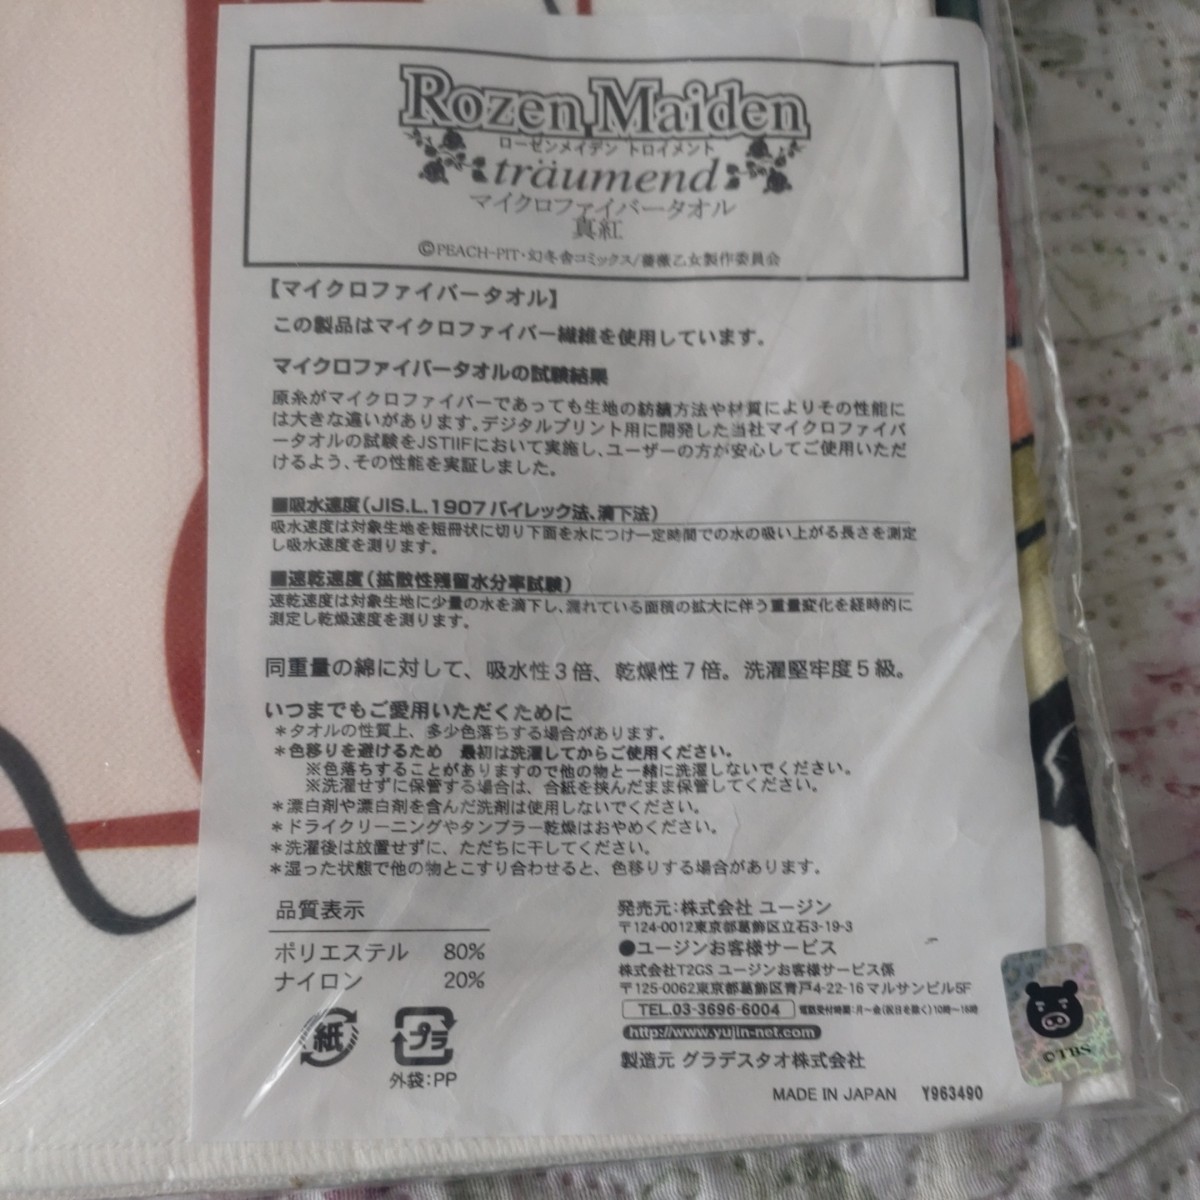 Rozen Maiden
ローゼンメイデン トロイメント
träumend
マイクロファイバータオル
真紅
©PEACH-PIT・幻冬舎コミックス/薔薇乙女製作委員会
【マイクロファイバータオル】
この製品はマイクロファイバー繊維を使用しています。
マイクロファイバータオルの試験結果
原糸がマイクロファイバーであっても生地の紡績方法や材質によりその性能に
は大きな違いがあります。デジタルプリント用に開発した当社マイクロファイバ
ータオルの試験をJSTIIFにおいて実施し、ユーザーの方が安心してご使用いただ
けるよう、その性能を実証しました。
■吸水速度(JIS.L.1907バイレック法、滴下法)
吸水速度は対象生地を短冊状に切り下面を水につけ一定時間での水の吸い上がる長さを測定
し吸水速度を測ります。
■速乾速度(拡散性残留水分率試験)
速乾速度は対象生地に少量の水を滴下し、濡れている面積の拡大に伴う重量変化を経時的に
測定し乾燥速度を測ります。
同重量の綿に対して、吸水性3倍、乾燥性7倍。洗濯堅牢度5級。
いつまでもご愛用いただくために
*タオルの性質上、多少色落ちする場合があります。
*色移りを避けるため 最初は洗濯してからご使用ください。
※色落ちすることがありますので他の物と一緒に洗濯しないでください。
※洗濯せずに保管する場合は、合紙を挟んだまま保管してください。
*漂白剤や漂白剤を含んだ洗剤は使用しないでください。
*ドライクリーニングやタンブラー乾燥はおやめください。
*洗濯後は放置せずに、ただちに干してください。
*湿った状態で他の物とこすり合わせると、色移りする場合があります。
品質表示
ポリエステル 80%
ナイロン 20%
紙
プラ
外袋:PP
発売元:株式会社 ユージン
〒124-0012東京都葛飾区立石3-19-3
●ユージンお客様サービス
株式会社T2GS ユージンお客様サービス係
〒125-0062東京都葛飾区青戸4-22-16 マルサンビル5F
TEL.03-3696-6004 電話受付時間:月〜金(祝日を除く)10時〜16時
http://www.yujin-net.com
製造元 グラデスタオ株式会社
©TBS
MADE IN JAPAN Y963490